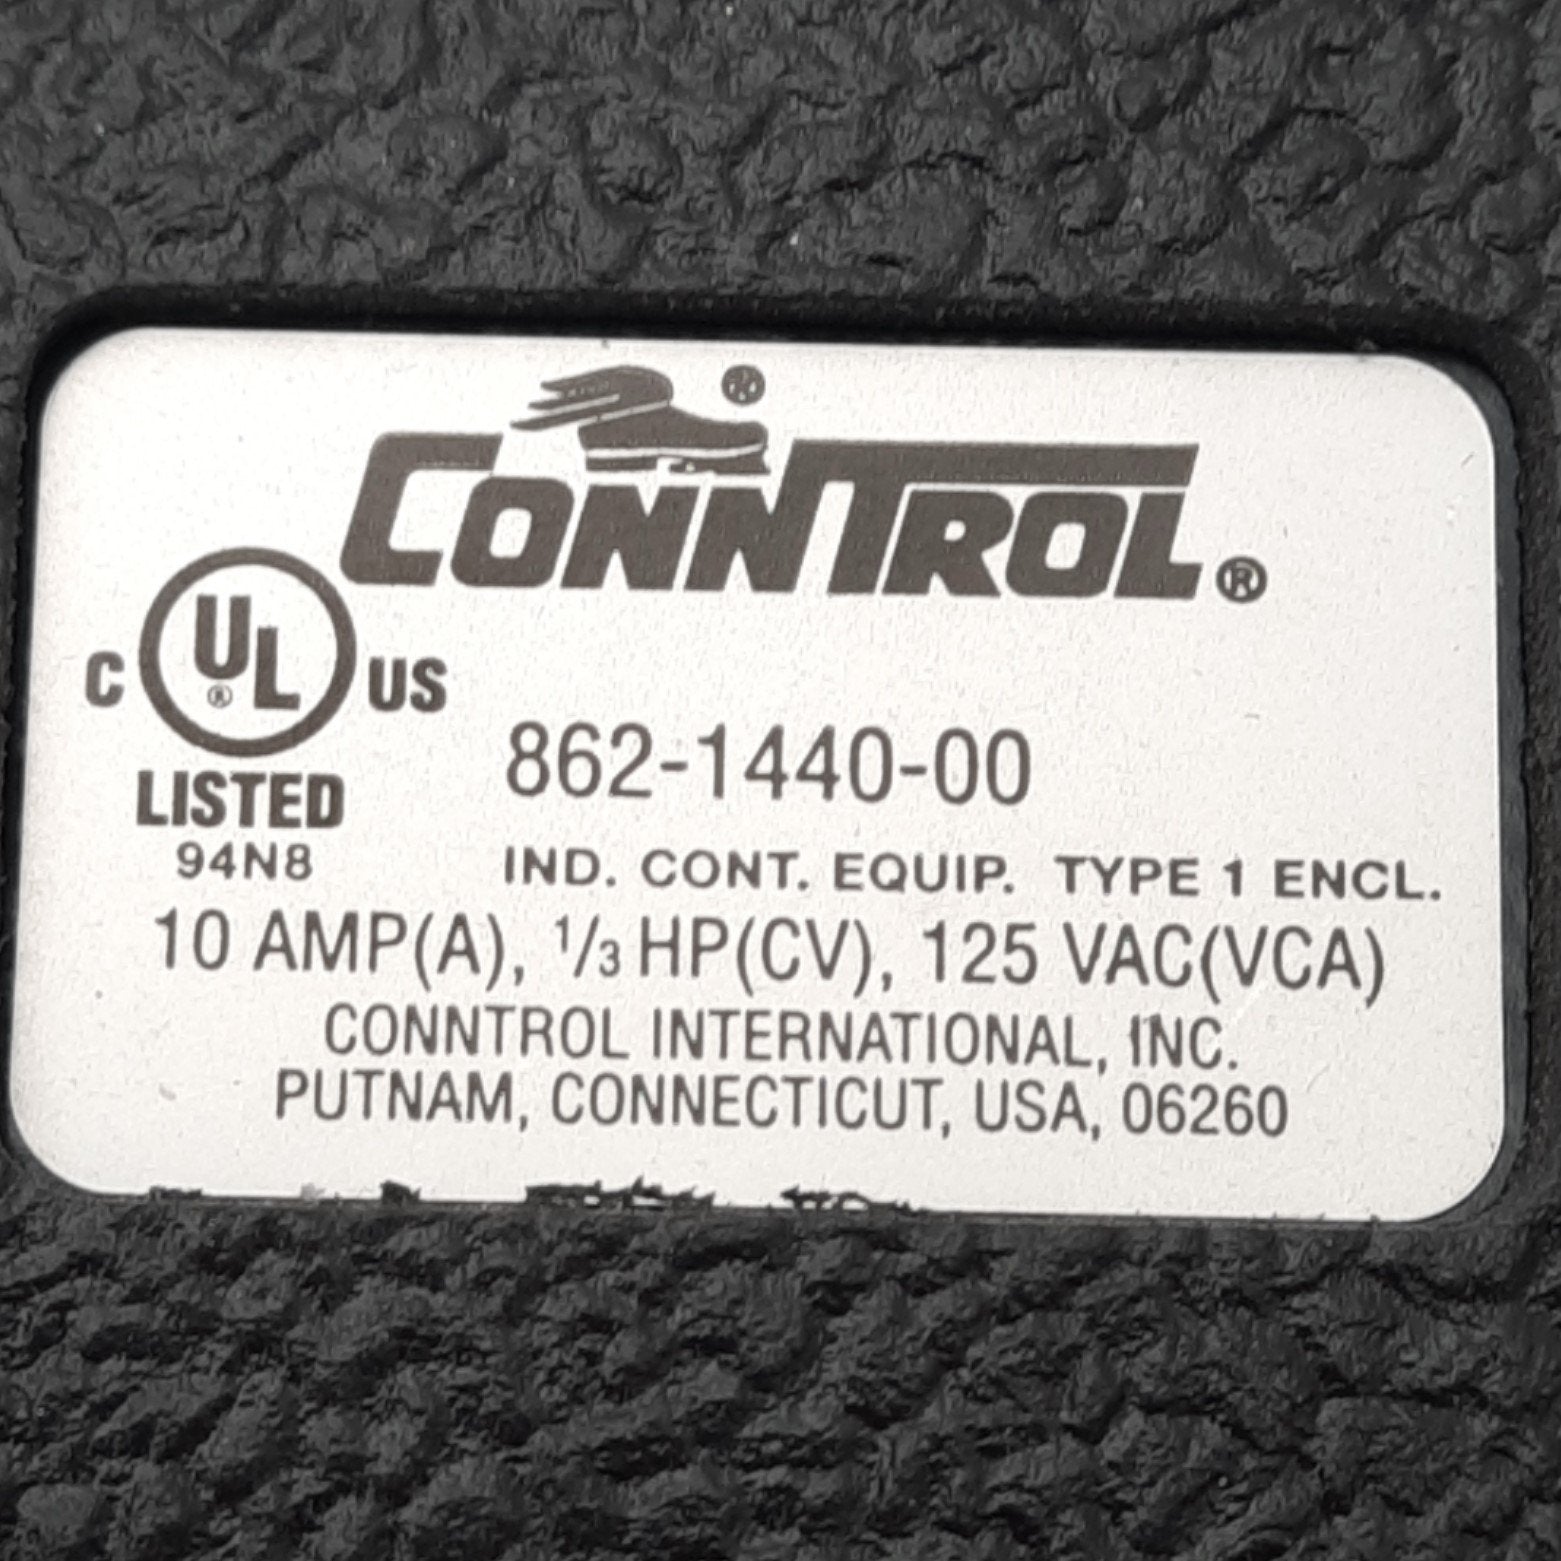 CONNTROL®
C UL® US
LISTED
94N8
862-1440-00
IND. CONT. EQUIP. TYPE 1 ENCL.
10 AMP(A), 1/3 HP(CV), 125 VAC(VCA)
CONNTROL INTERNATIONAL, INC.
PUTNAM, CONNECTICUT, USA, 06260